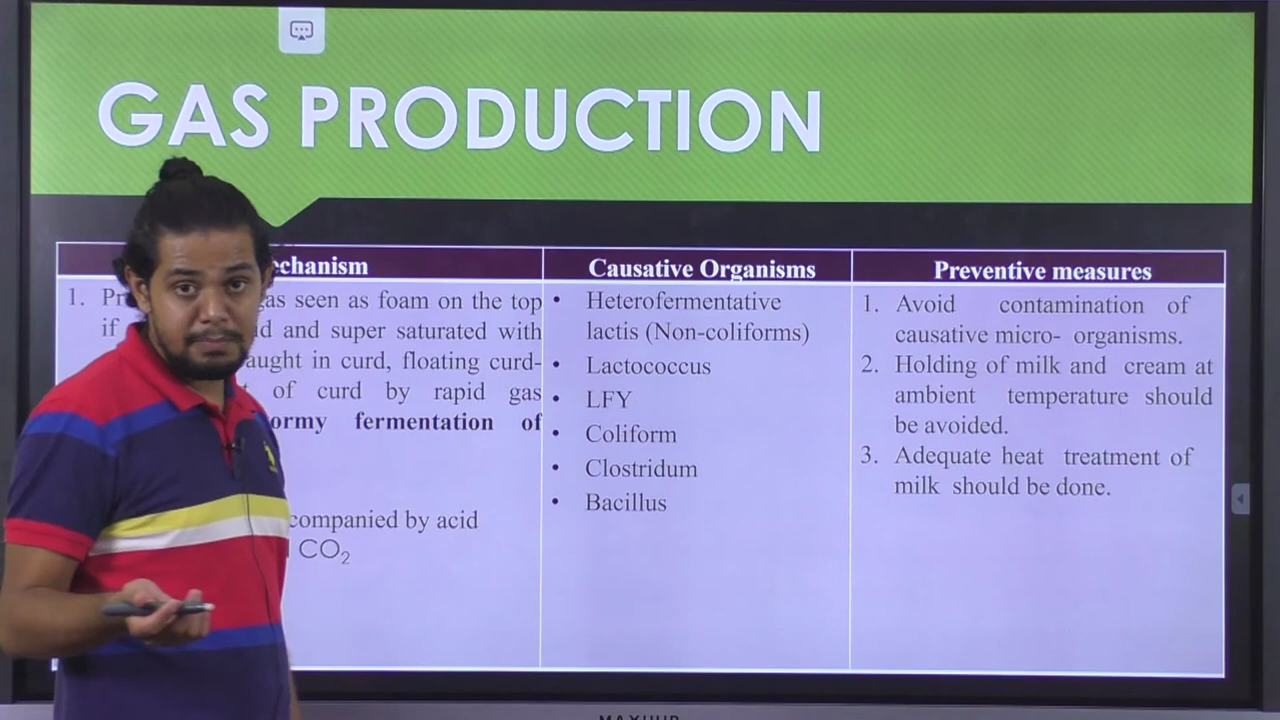 GAS PRODUCTION
echanism
Causative Organisms
Preventive measures
1. Pr as seen as foam on the top
if d and super saturated with
aught in curd, floating curd-
of curd by rapid gas
ormy fermentation of
companied by acid
CO₂
• Heterofermentative
lactis (Non-coliforms)
• Lactococcus
• LFY
• Coliform
• Clostridum
• Bacillus
1. Avoid contamination of
causative micro- organisms.
2. Holding of milk and cream at
ambient temperature should
be avoided.
3. Adequate heat treatment of
milk should be done.